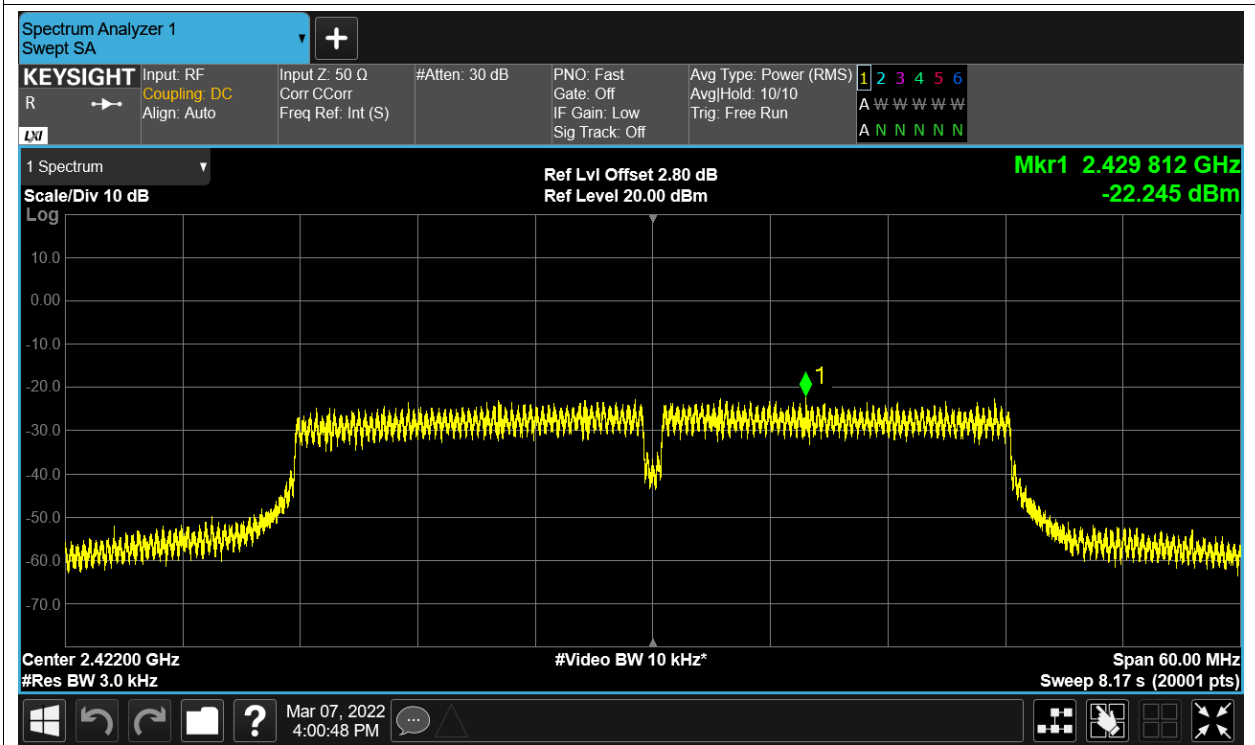 Spectrum Analyzer 1
Swept SA
+
KEYSIGHT Input: RF Input Z: 50 Ω #Atten: 30 dB PNO: Fast Avg Type: Power (RMS) 1 2 3 4 5 6
R Coupling: DC Corr CCorr Gate: Off Avg|Hold: 10/10 A W W W W W
Align: Auto Freq Ref: Int (S) IF Gain: Low Trig: Free Run
LXI Sig Track: Off A N N N N N
1 Spectrum Ref Lvl Offset 2.80 dB Mkr1 2.429 812 GHz
Scale/Div 10 dB Ref Level 20.00 dBm -22.245 dBm
Log
10.0
0.00
-10.0
-20.0
1
-30.0
-40.0
-50.0
-60.0
-70.0
Center 2.42200 GHz #Video BW 10 kHz* Span 60.00 MHz
#Res BW 3.0 kHz Sweep 8.17 s (20001 pts)
? Mar 07, 2022
4:00:48 PM